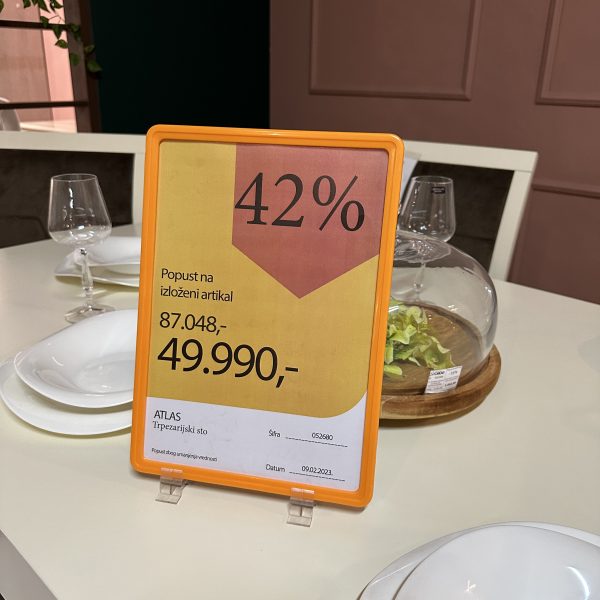 42%
Popust na
izloženi artikal
87.048,-
49.990,-
ATLAS
Trpezarijski sto
Šifra 052680
Popust zbog umanjenja vrednosti
Datum 09.02.2023.